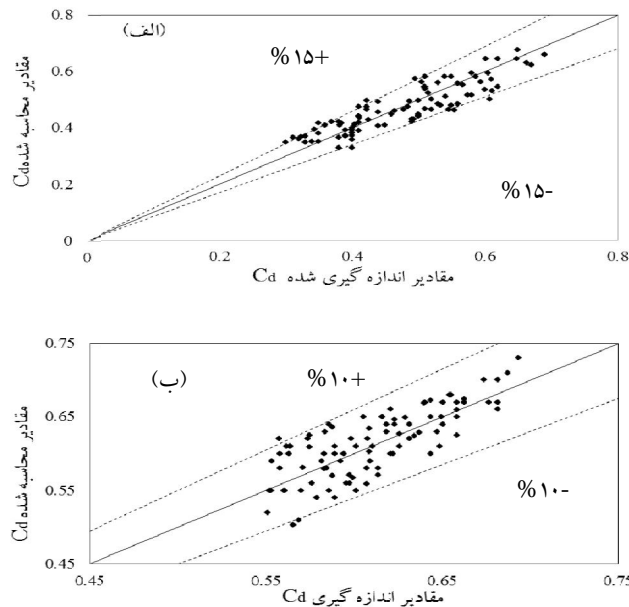 (الف)
%۱۵+
%۱۵-
مقادیر محاسبه شده Cd
0.8
0.6
0.4
0.2
0
0 0.2 0.4 0.6 0.8
مقادیر اندازه گیری شده Cd
(ب)
%۱۰+
%۱۰-
مقادیر محاسبه شده Cd
0.75
0.65
0.55
0.45
0.45 0.55 0.65 0.75
مقادیر اندازه گیری Cd